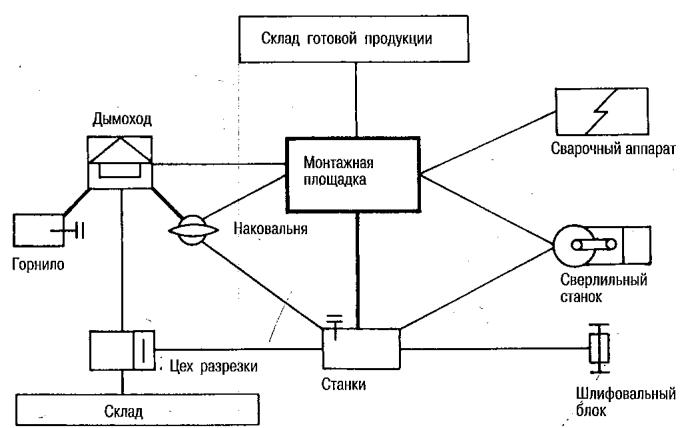 Склад готовой продукции
Дымоход
Монтажная
площадка
Сварочный аппарат
Наковальня
Горнило
Сверлильный
станок
Цех разрезки
Станки
Шлифовальный
блок
Склад